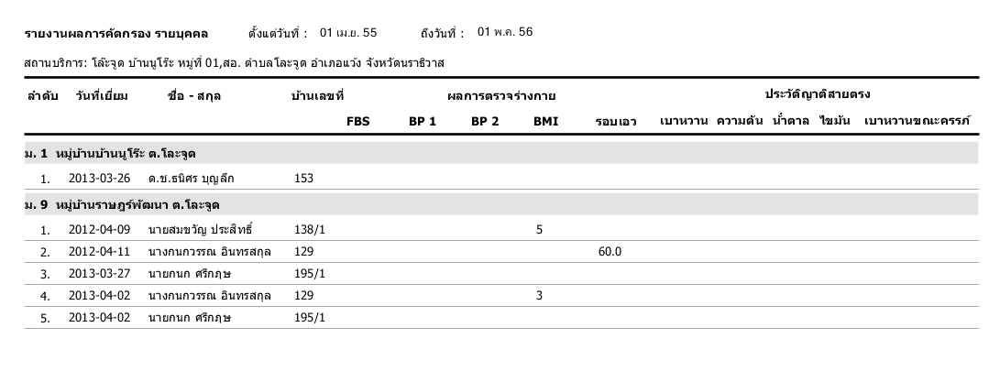 รายงานผลการคัดกรอง รายบุคคล ตั้งแต่วันที่ : 01 เม.ย. 55 ถึงวันที่ : 01 พ.ค. 56
สถานบริการ: โล๊ะจูด บ้านนูโร๊ะ หมู่ที่ 01,สอ. ตำบลโละจูด อำเภอแว้ง จังหวัดนราธิวาส
ลำดับ วันที่เยี่ยม ชื่อ - สกุล บ้านเลขที่ ผลการตรวจร่างกาย ประวัติญาติสายตรง
FBS BP 1 BP 2 BMI รอบเอว เบาหวาน ความดัน น้ำตาล ไขมัน เบาหวานขณะครรภ์
ม. 1 หมู่บ้านบ้านนูโร๊ะ ต.โละจูด
1. 2013-03-26 ด.ช.ธนิศร บุญลึก 153
ม. 9 หมู่บ้านราษฎร์พัฒนา ต.โละจูด
1. 2012-04-09 นายสมขวัญ ประสิทธิ์ 138/1 5
2. 2012-04-11 นางกนกวรรณ อินทรสกุล 129 60.0
3. 2013-03-27 นายกนก ศรีกฤษ 195/1
4. 2013-04-02 นางกนกวรรณ อินทรสกุล 129 3
5. 2013-04-02 นายกนก ศรีกฤษ 195/1